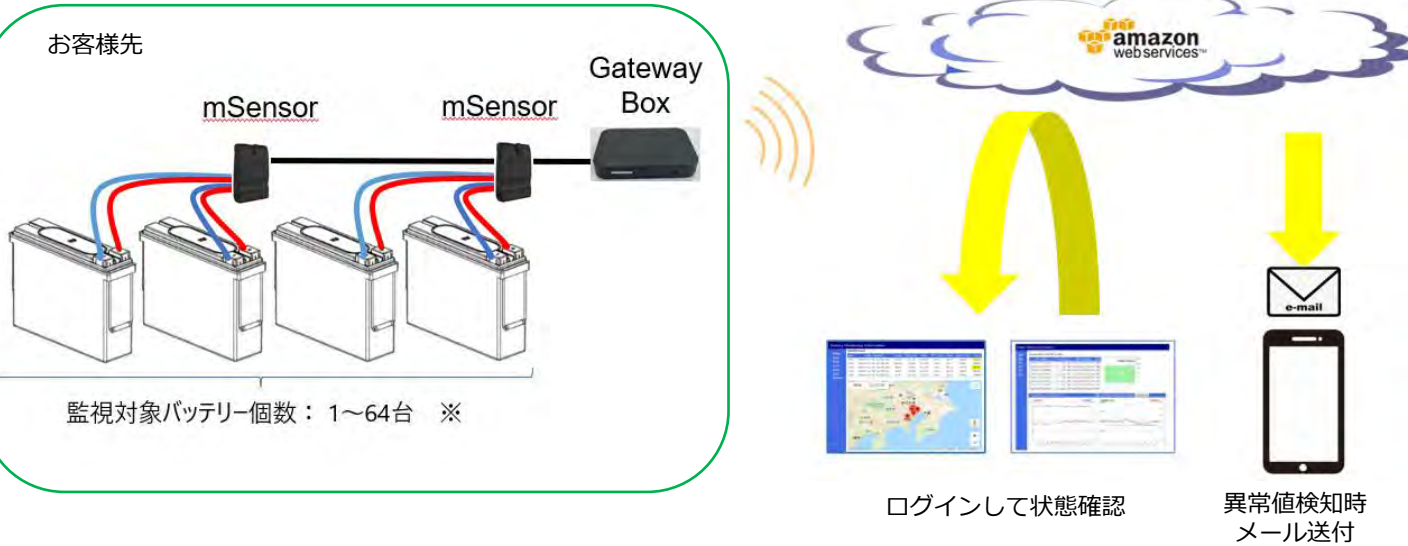 お客様先
mSensor
mSensor
Gateway
Box
監視対象バッテリー個数： 1～64台　※
amazon
webservices™
e-mail
ログインして状態確認
異常値検知時
メール送付